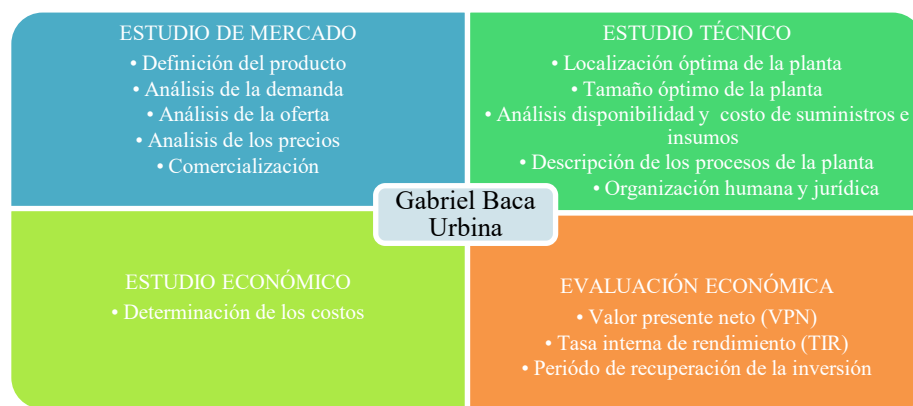 ESTUDIO DE MERCADO
• Definición del producto
• Análisis de la demanda
• Análisis de la oferta
• Analisis de los precios
• Comercialización
ESTUDIO TÉCNICO
• Localización óptima de la planta
• Tamaño óptimo de la planta
• Análisis disponibilidad y costo de suministros e
insumos
• Descripción de los procesos de la planta
• Organización humana y jurídica
Gabriel Baca
Urbina
ESTUDIO ECONÓMICO
• Determinación de los costos
EVALUACIÓN ECONÓMICA
• Valor presente neto (VPN)
• Tasa interna de rendimiento (TIR)
• Periódo de recuperación de la inversión